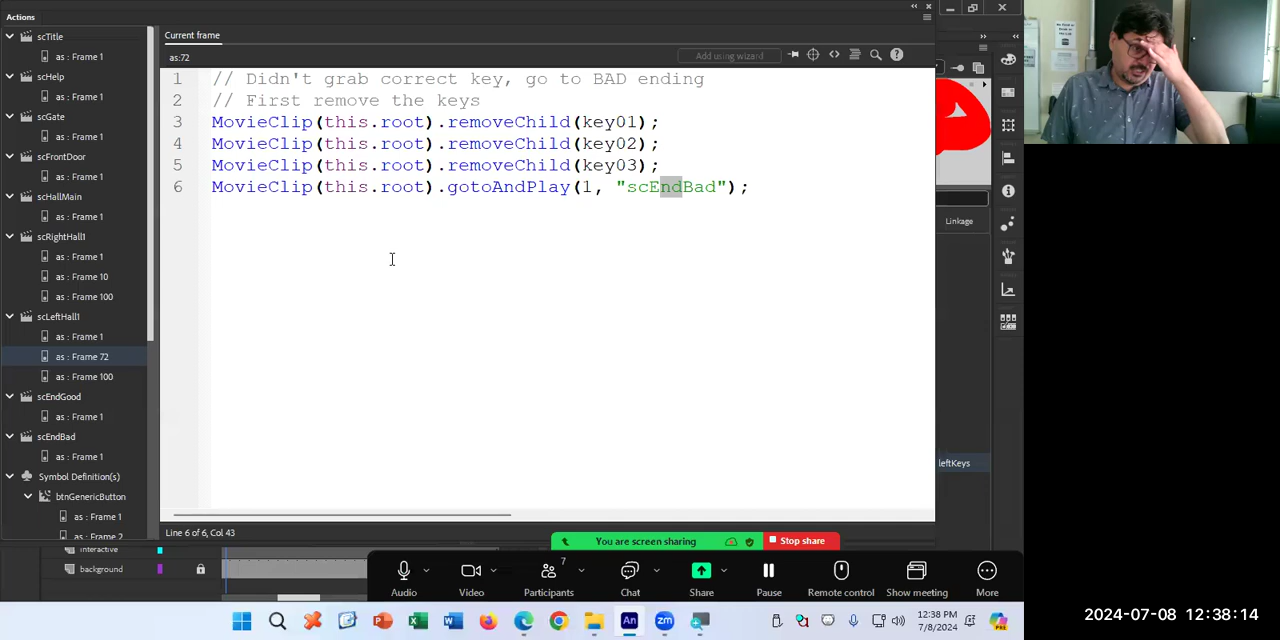 Actions
scTitle
as : Frame 1
scHelp
as : Frame 1
scGate
as : Frame 1
scFrontDoor
as : Frame 1
scHallMain
as : Frame 1
scRightHall1
as : Frame 1
as : Frame 10
as : Frame 100
scLeftHall1
as : Frame 1
as : Frame 72
as : Frame 100
scEndGood
as : Frame 1
scEndBad
as : Frame 1
Symbol Definition(s)
btnGenericButton
as : Frame 1
as : Frame 2
Current frame
as:72
Add using wizard
1 // Didn't grab correct key, go to BAD ending
2 // First remove the keys
3 MovieClip(this.root).removeChild(key01);
4 MovieClip(this.root).removeChild(key02);
5 MovieClip(this.root).removeChild(key03);
6 MovieClip(this.root).gotoAndPlay(1, "scEndBad");
Line 6 of 6, Col 43
Linkage
leftKeys
interactive
background
You are screen sharing
Stop share
7
Audio
Video
Participants
Chat
Share
Pause
Remote control
Show meeting
More
12:38 PM
7/8/2024
2024-07-08 12:38:14